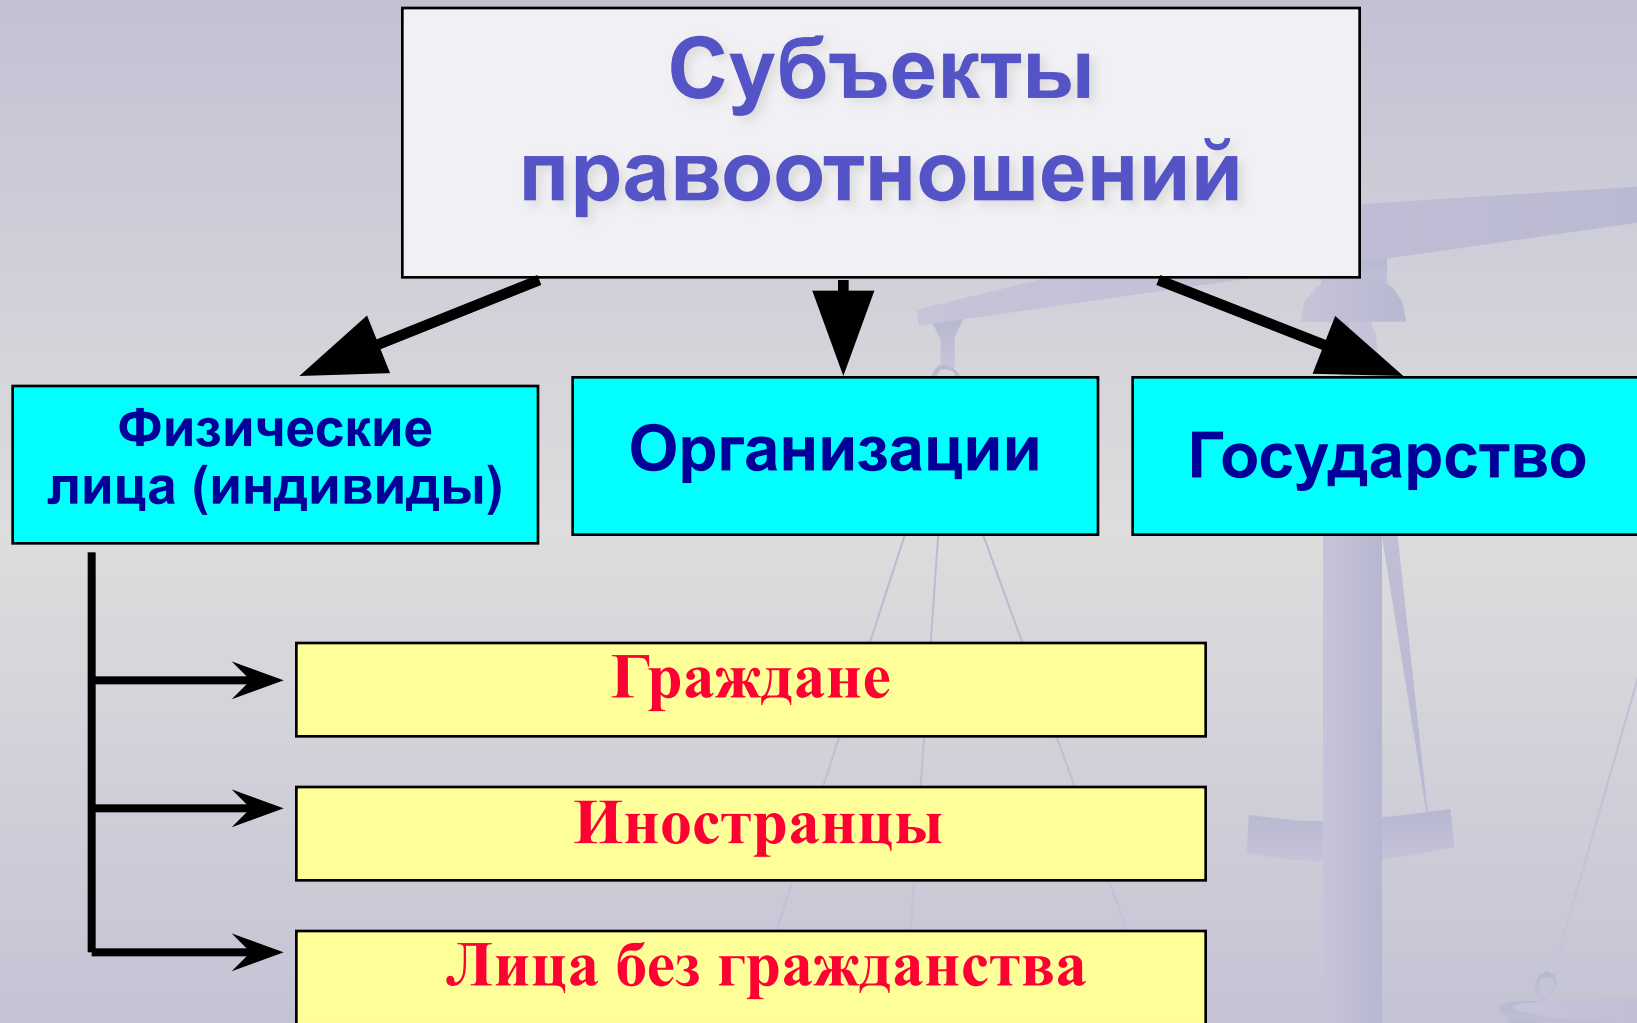 Субъекты
правоотношений
Физические
лица (индивиды)
Организации
Государство
Граждане
Иностранцы
Лица без гражданства